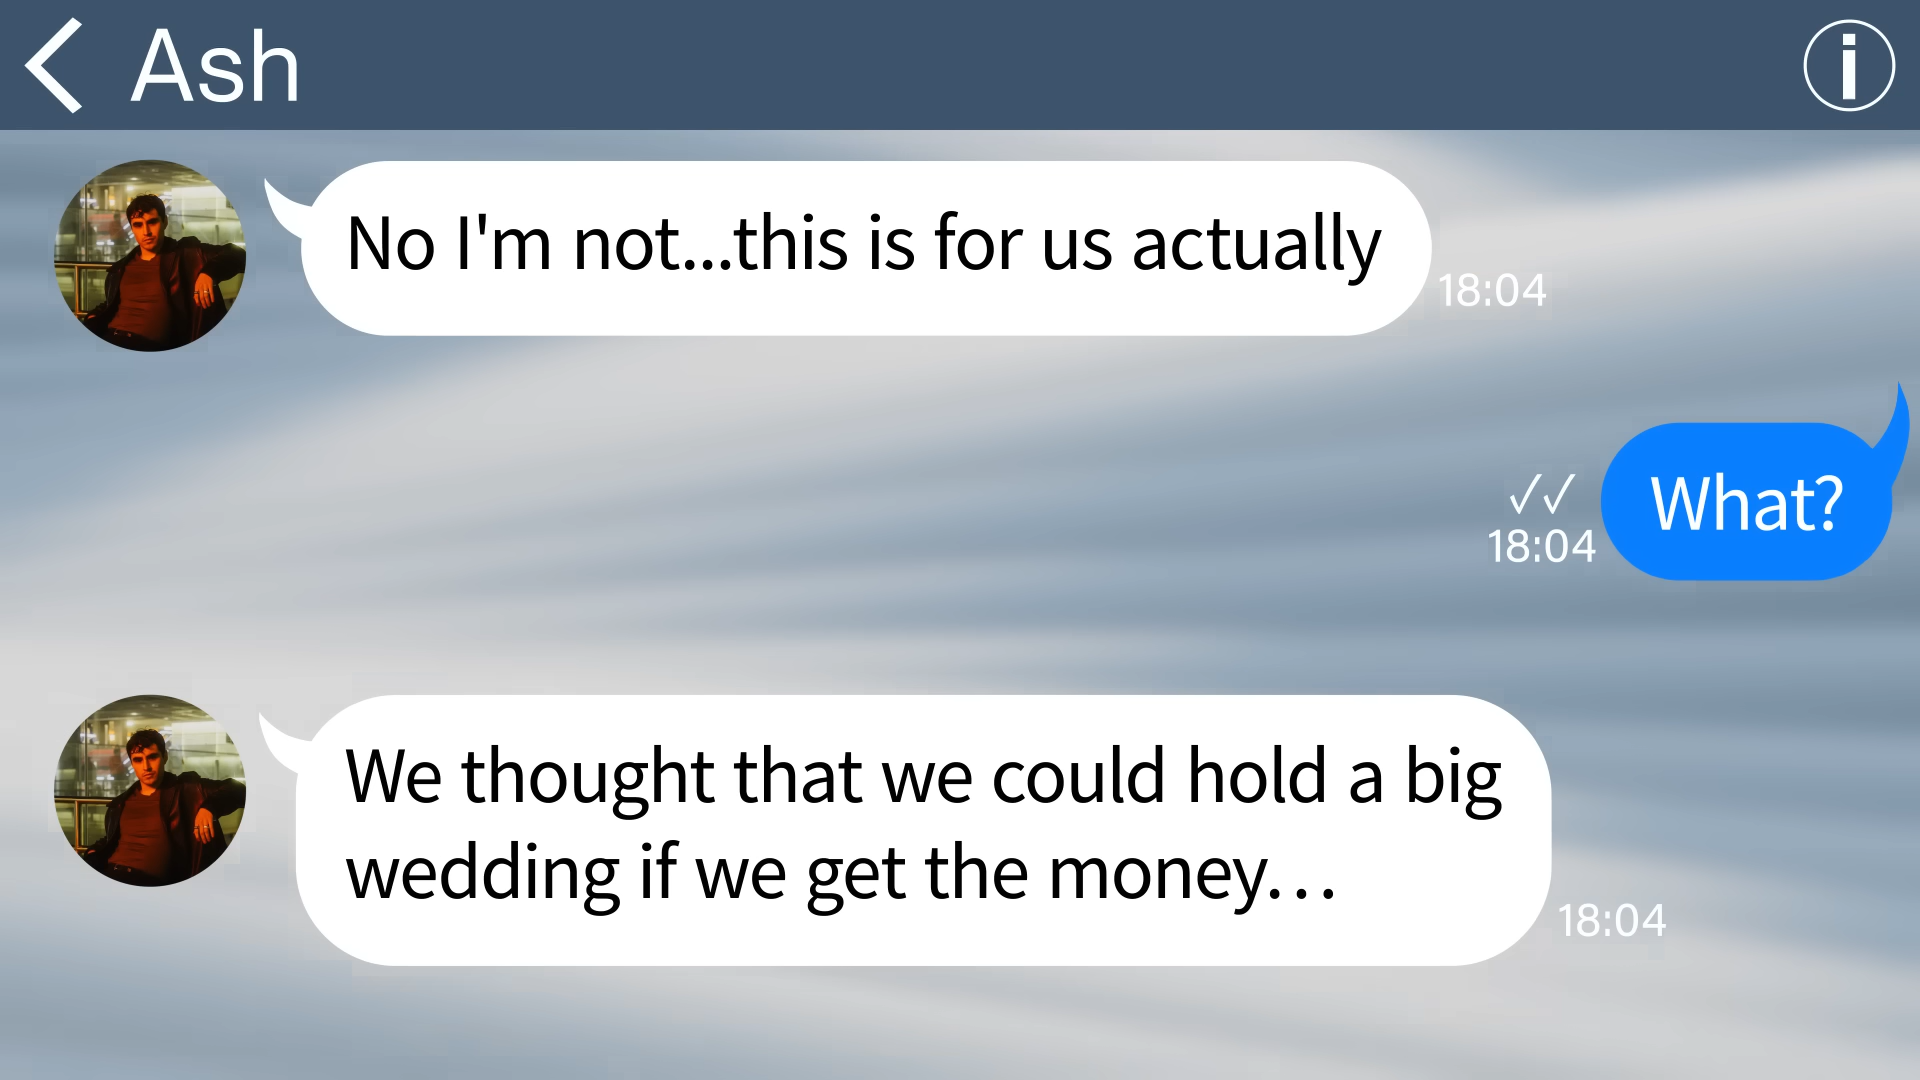 Ash
No I'm not...this is for us actually
18:04
What?
✓✓
18:04
We thought that we could hold a big
wedding if we get the money…
18:04